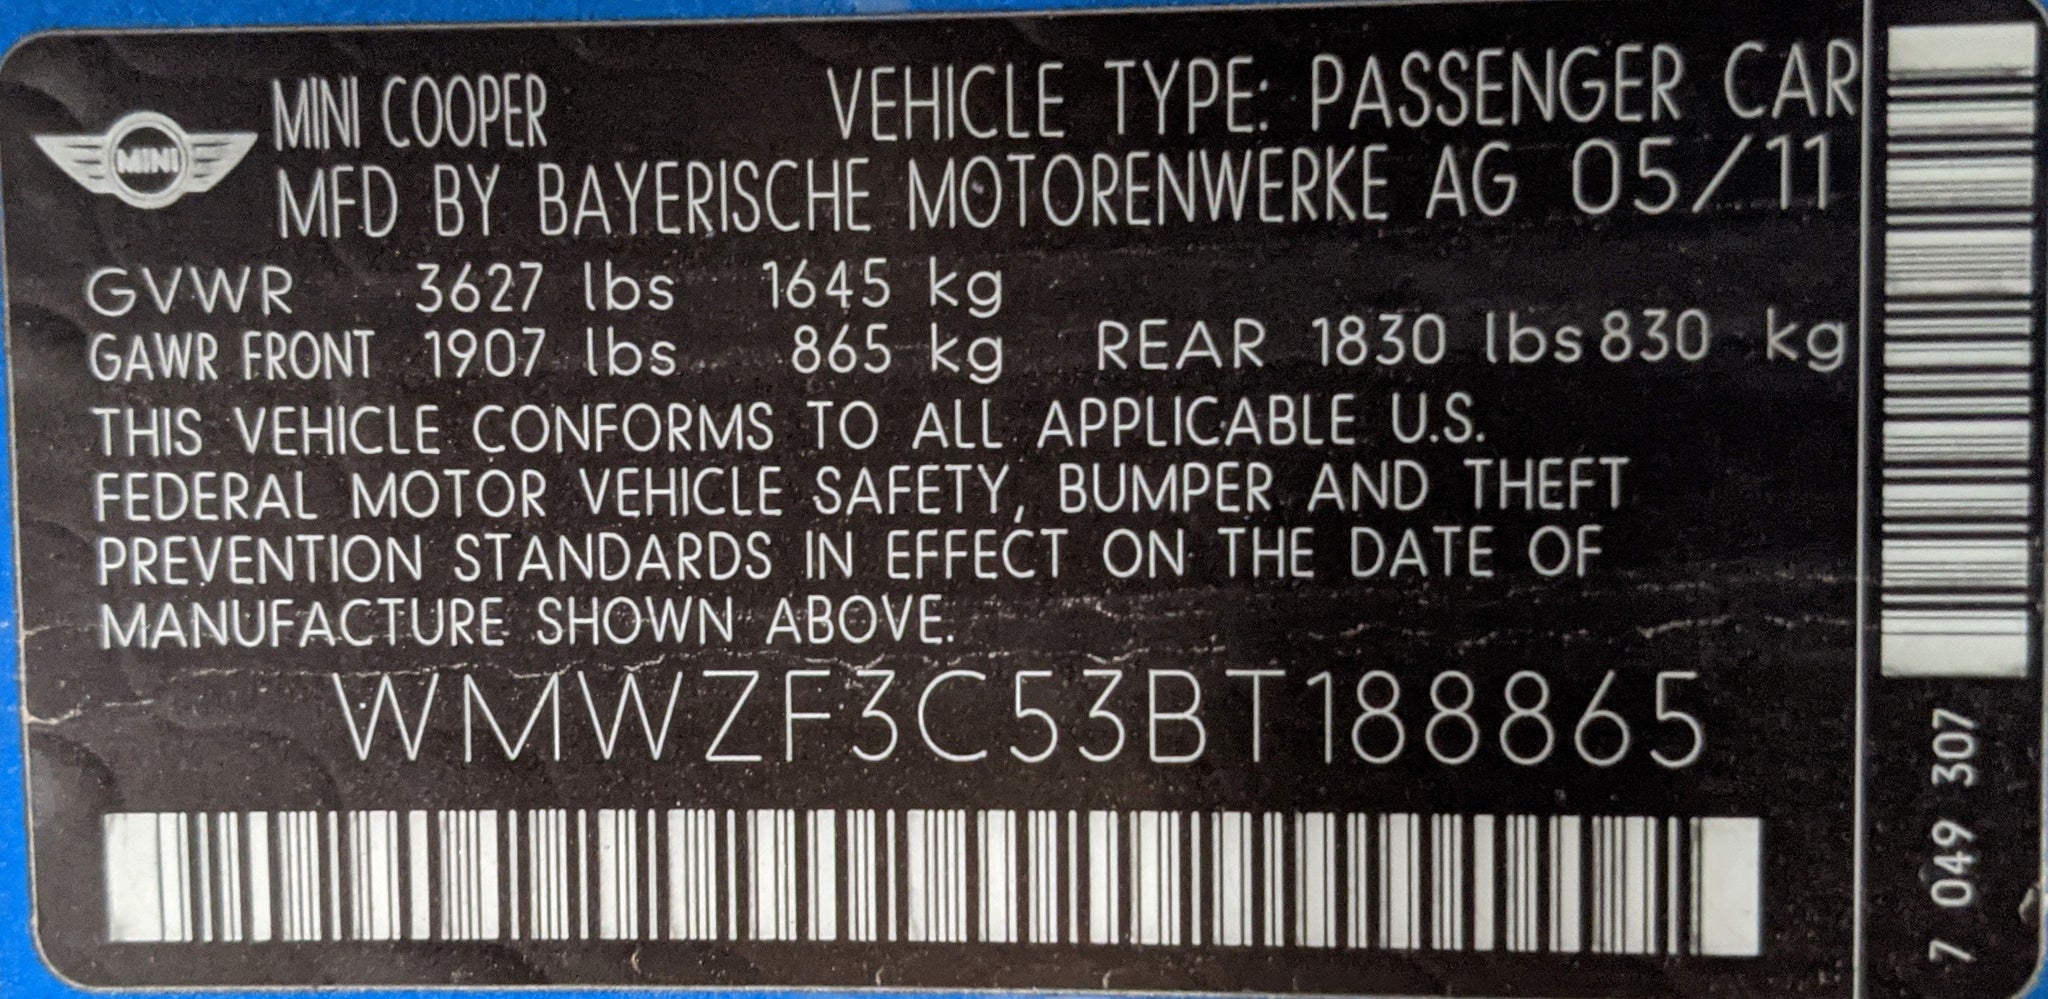 MINI COOPER VEHICLE TYPE: PASSENGER CAR
MINI
MFD BY BAYERISCHE MOTORENWERKE AG 05/11
GVWR 3627 lbs 1645 kg
GAWR FRONT 1907 lbs 865 kg REAR 1830 lbs 830 kg
THIS VEHICLE CONFORMS TO ALL APPLICABLE U.S.
FEDERAL MOTOR VEHICLE SAFETY, BUMPER AND THEFT
PREVENTION STANDARDS IN EFFECT ON THE DATE OF
MANUFACTURE SHOWN ABOVE.
WMWZF3C53BT188865
7 049 307